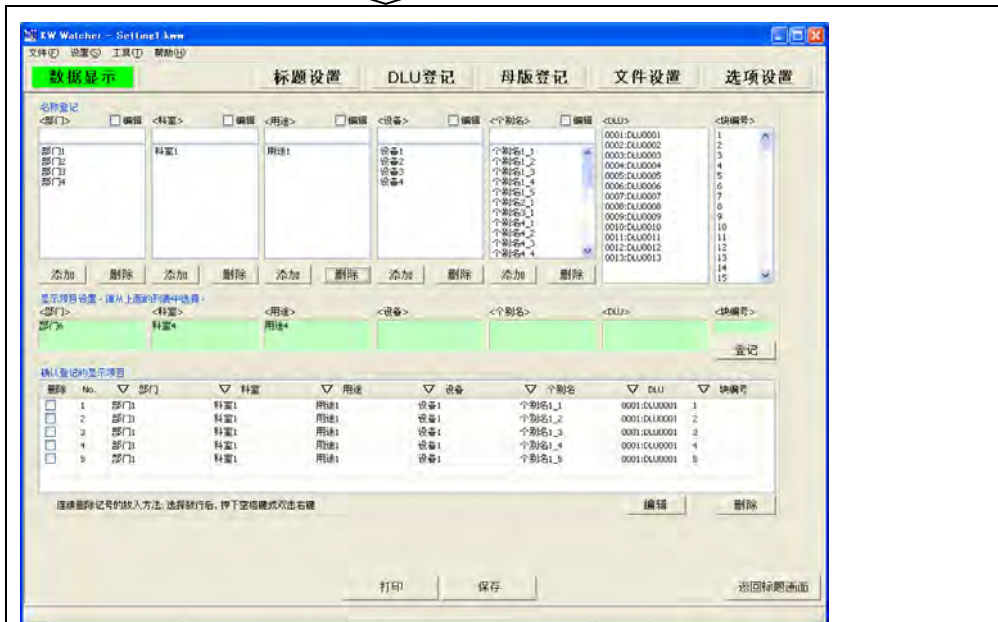 KW Watcher - Setting1.kww
文件(F) 设置(S) 工具(T) 帮助(H)
数据显示 标题设置 DLU登记 母版登记 文件设置 选项设置
名称登记
<部门> 编辑 <科室> 编辑 <用途> 编辑 <设备> 编辑 <个别名> 编辑 <DLU> <块编号>
部门1
部门2
部门3
部门4
科室1
用途1
设备1
设备2
设备3
设备4
个别名1_1
个别名1_2
个别名1_3
个别名1_4
个别名1_5
个别名2_1
个别名3_1
个别名4_1
个别名4_2
个别名4_3
个别名4_4
0001:DLU0001
0002:DLU0002
0003:DLU0003
0004:DLU0004
0005:DLU0005
0006:DLU0006
0007:DLU0007
0008:DLU0008
0009:DLU0009
0010:DLU0010
0011:DLU0011
0012:DLU0012
0013:DLU0013
1
2
3
4
5
6
7
8
9
10
11
12
13
14
15
添加 删除 添加 删除 添加 删除 添加 删除 添加 删除
显示项目设置 - 请从上面的列表中选择 -
<部门> <科室> <用途> <设备> <个别名> <DLU> <块编号>
部门6 科室4 用途4
登记
确认登记的显示项目
删除 No. ▽ 部门 ▽ 科室 ▽ 用途 ▽ 设备 ▽ 个别名 ▽ DLU ▽ 块编号
1 部门1 科室1 用途1 设备1 个别名1_1 0001:DLU0001 1
2 部门1 科室1 用途1 设备1 个别名1_2 0001:DLU0001 2
3 部门1 科室1 用途1 设备1 个别名1_3 0001:DLU0001 3
4 部门1 科室1 用途1 设备1 个别名1_4 0001:DLU0001 4
5 部门1 科室1 用途1 设备1 个别名1_5 0001:DLU0001 5
连续删除记号的放入方法: 选择数行后, 押下空格键或双击右键
编辑 删除
打印 保存 返回标题画面